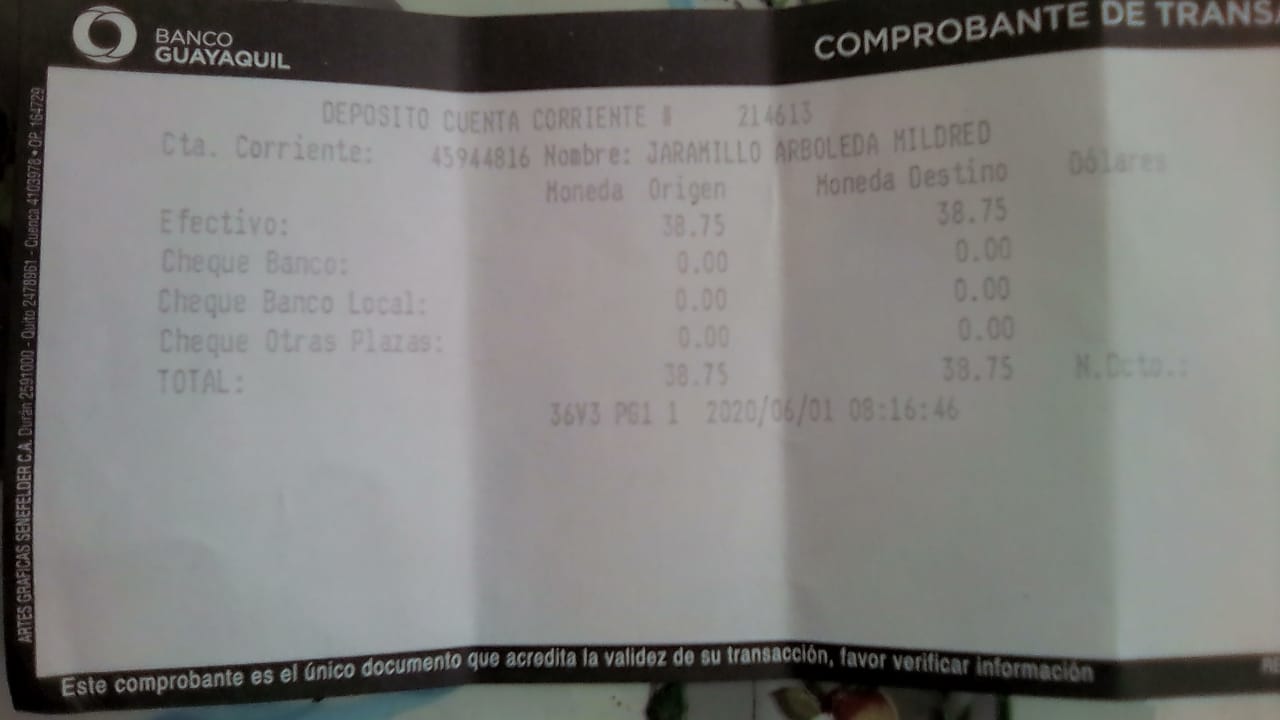 BANCO
GUAYAQUIL
COMPROBANTE DE TRANSA
DEPOSITO CUENTA CORRIENTE # 214613
Cta. Corriente: 45944816 Nombre: JARAMILLO ARBOLEDA MILDRED
Moneda Origen Moneda Destino Dólares
Efectivo: 38.75 38.75
Cheque Banco: 0.00 0.00
Cheque Banco Local: 0.00 0.00
Cheque Otras Plazas: 0.00 0.00
TOTAL: 38.75 38.75 N.Dcto.:
36V3 PG1 1 2020/06/01 08:16:46
Este comprobante es el único documento que acredita la validez de su transacción, favor verificar información
ARTES GRAFICAS SENEFELDER C.A. Durán 2591000 - Quito 2478961 - Cuenca 4103978 • OP. 164729